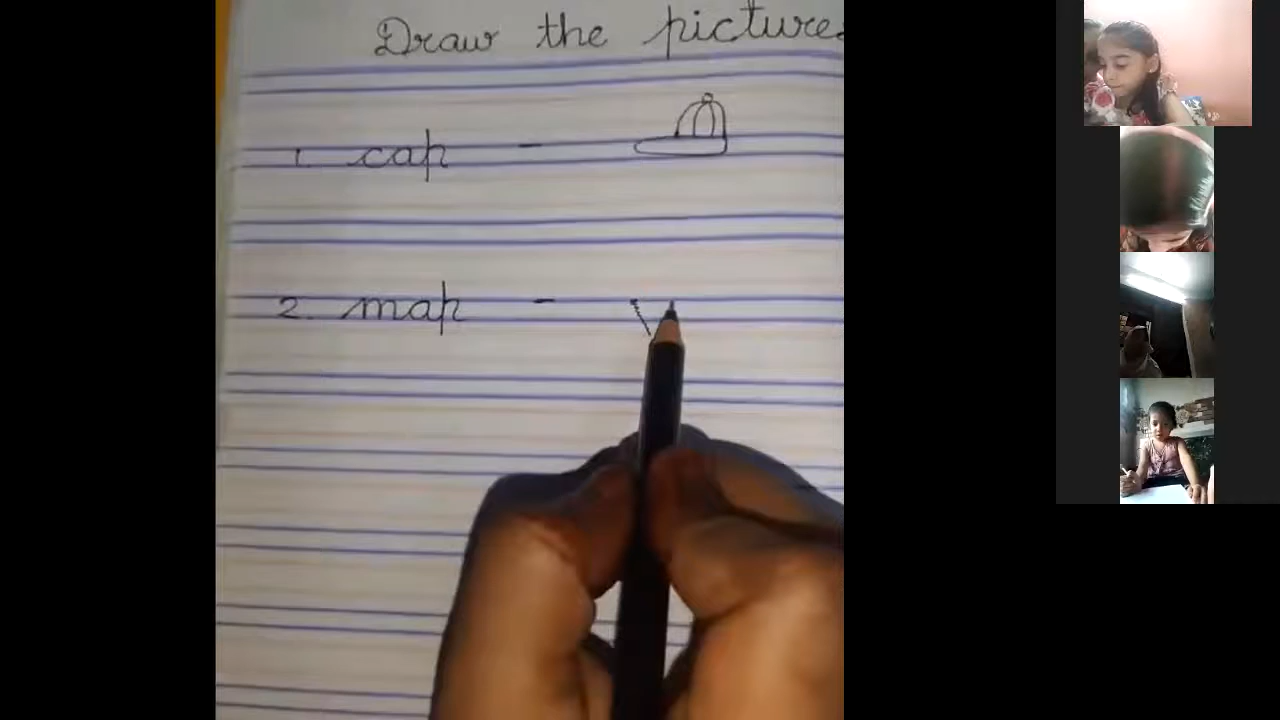 Draw the pictures
1. cap -
2. map -